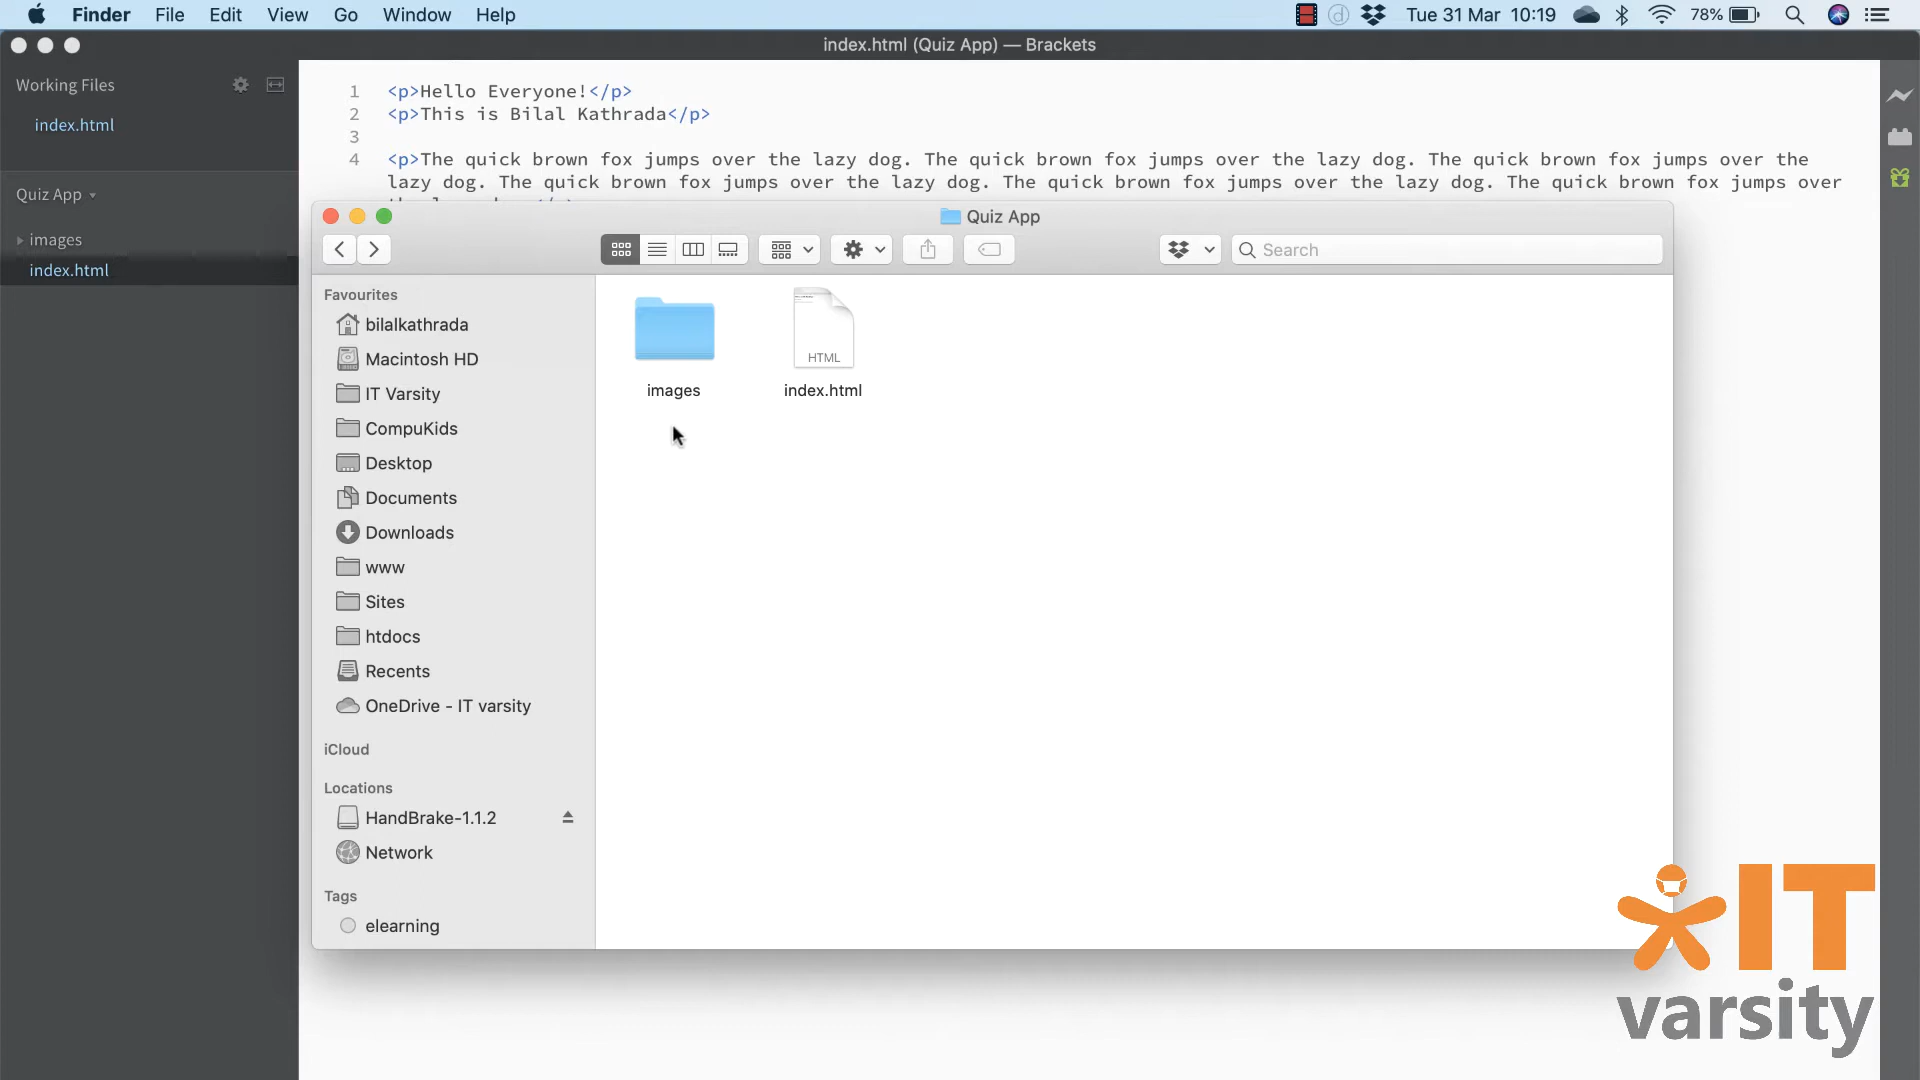 Finder File Edit View Go Window Help
78% Tue 31 Mar 10:19
index.html (Quiz App) — Brackets
Working Files
index.html
Quiz App
images
index.html
1 <p>Hello Everyone!</p>
2 <p>This is Bilal Kathrada</p>
3
4 <p>The quick brown fox jumps over the lazy dog. The quick brown fox jumps over the lazy dog. The quick brown fox jumps over the
lazy dog. The quick brown fox jumps over the lazy dog. The quick brown fox jumps over the lazy dog. The quick brown fox jumps over
Quiz App
Search
Favourites
bilalkathrada
Macintosh HD
IT Varsity
CompuKids
Desktop
Documents
Downloads
www
Sites
htdocs
Recents
OneDrive - IT varsity
iCloud
Locations
HandBrake-1.1.2
Network
Tags
elearning
HTML
images
index.html
IT
varsity